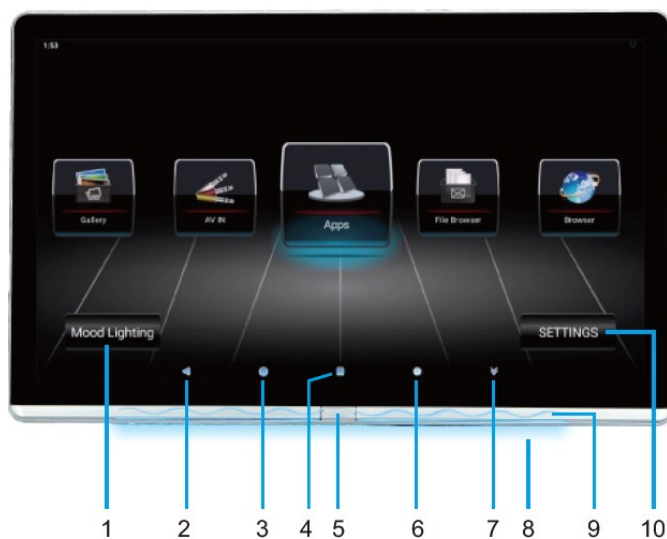 1:53
Gallery
AV IN
Apps
File Browser
Browser
Mood Lighting
SETTINGS
1 2 3 4 5 6 7 8 9 10